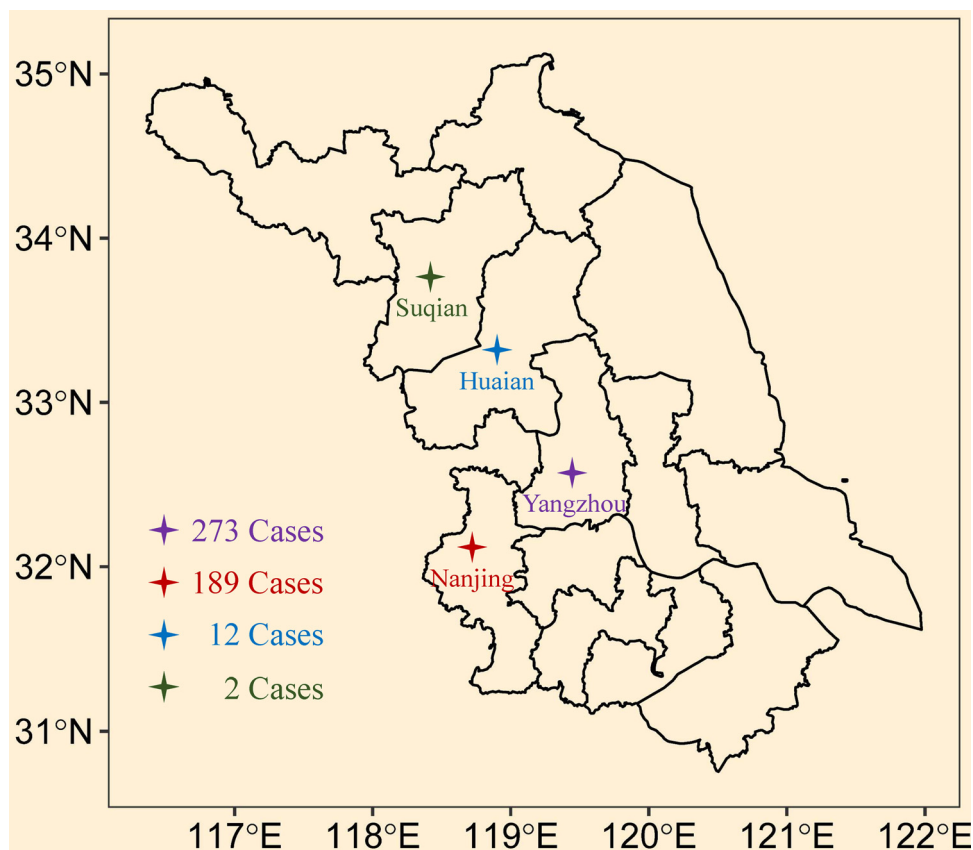 35°N
34°N
Suqian
Huaian
33°N
Yangzhou
273 Cases
32°N
Nanjing
189 Cases
12 Cases
2 Cases
31°N
117°E 118°E 119°E 120°E 121°E 122°E